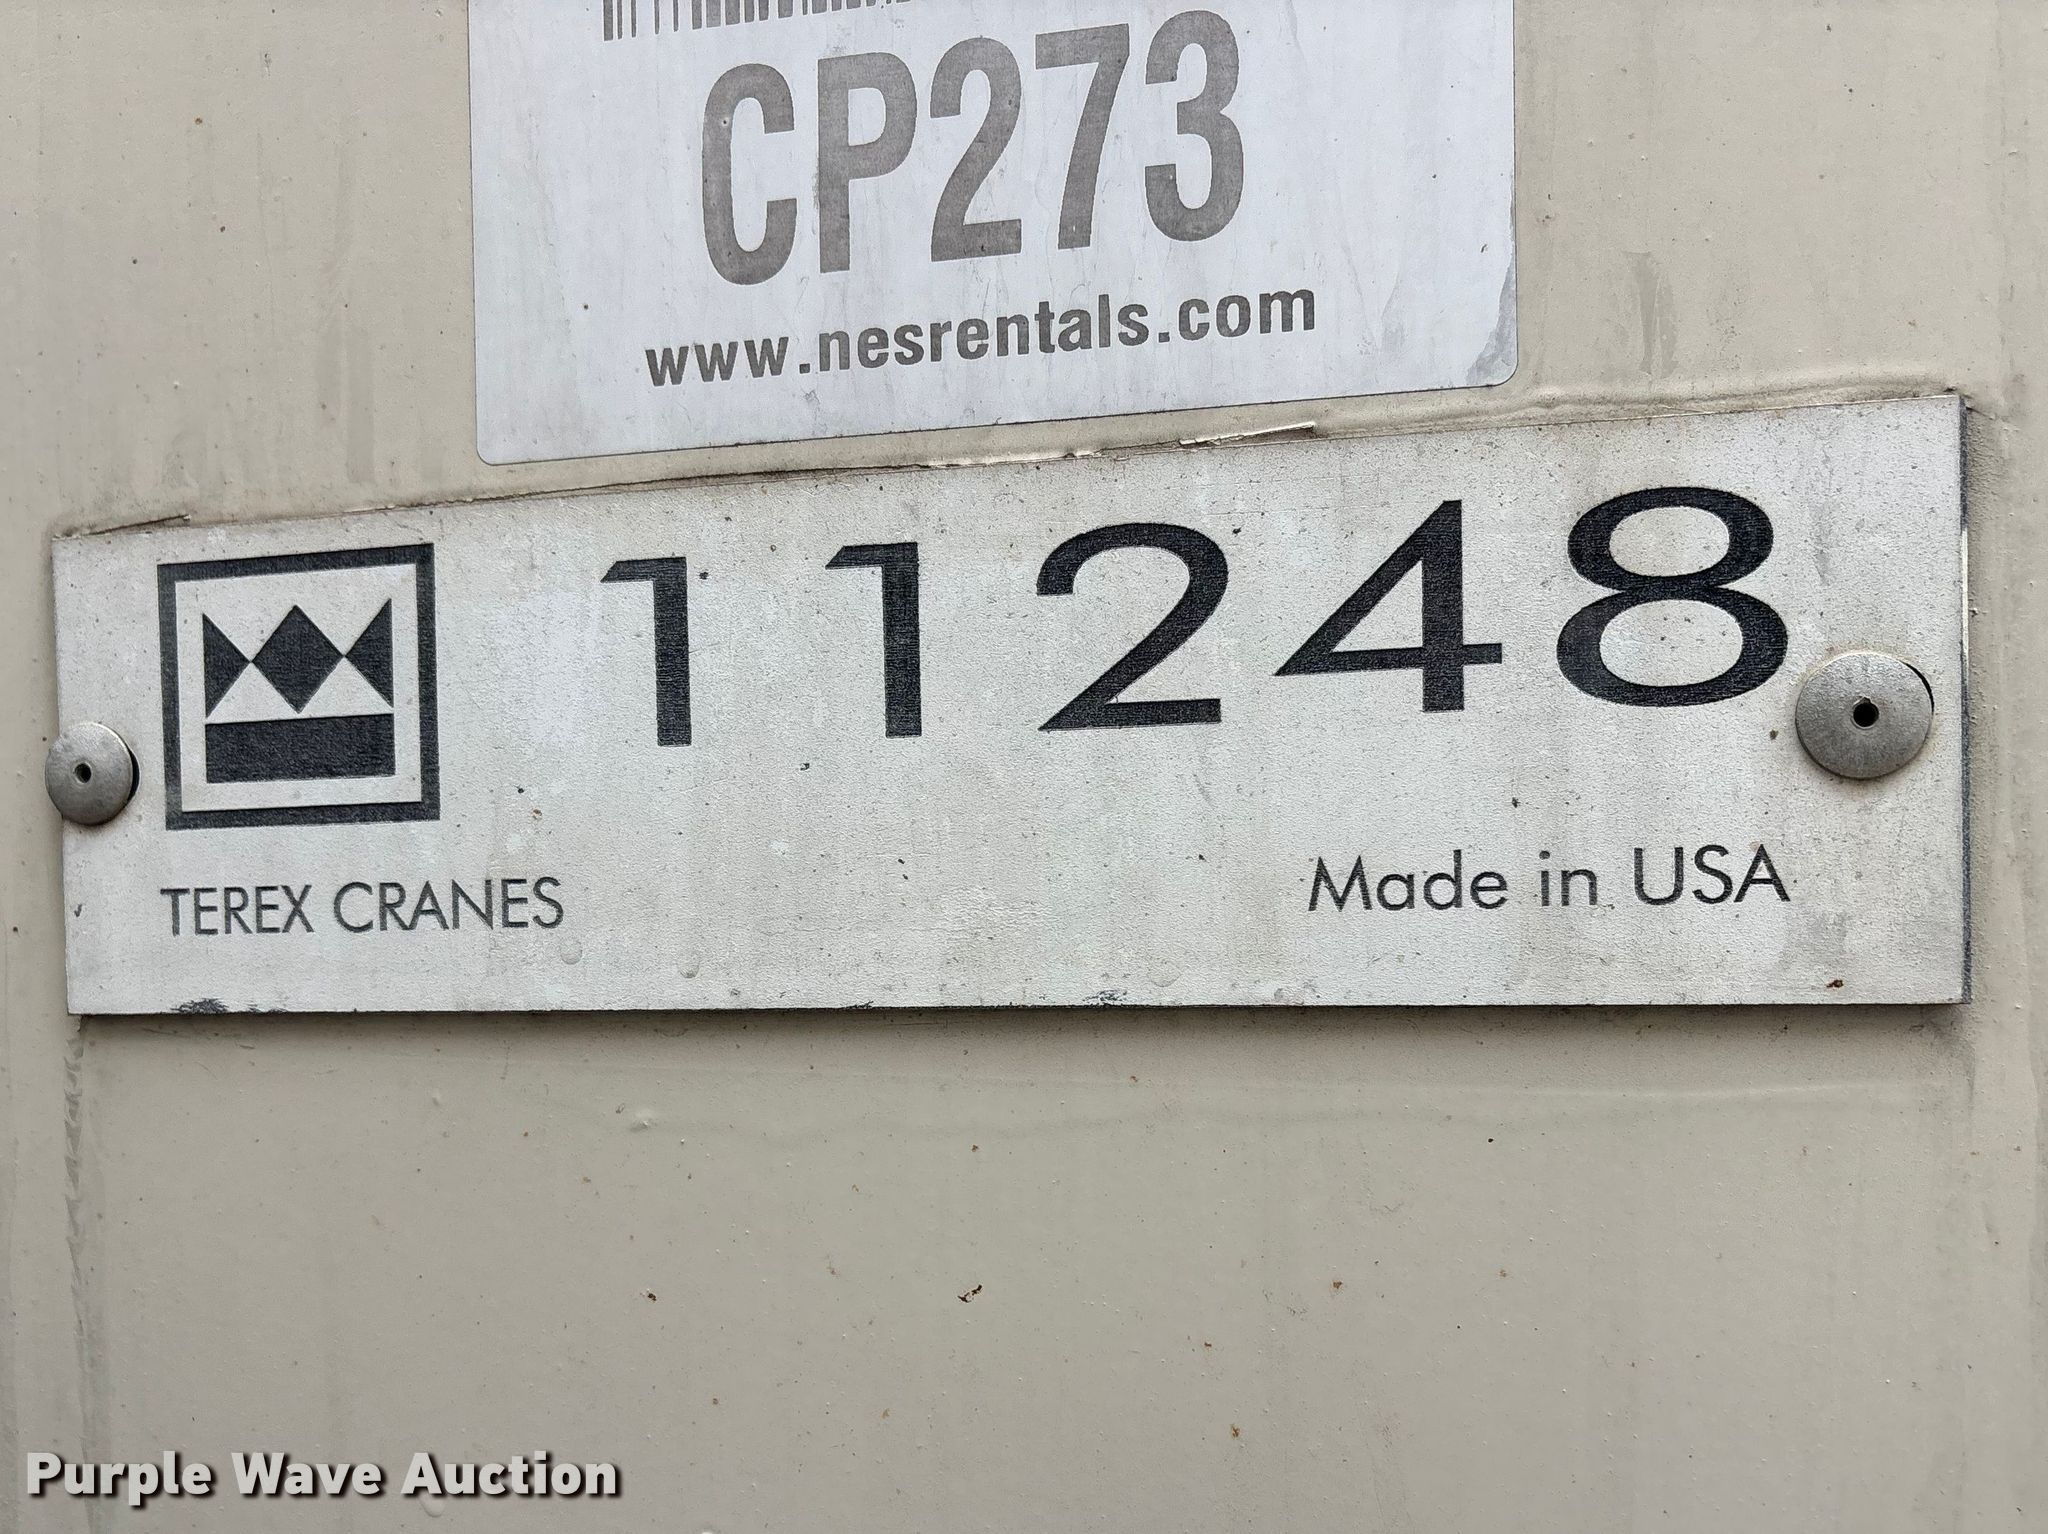 CP273
www.nesrentals.com
11248
TEREX CRANES
Made in USA
Purple Wave Auction